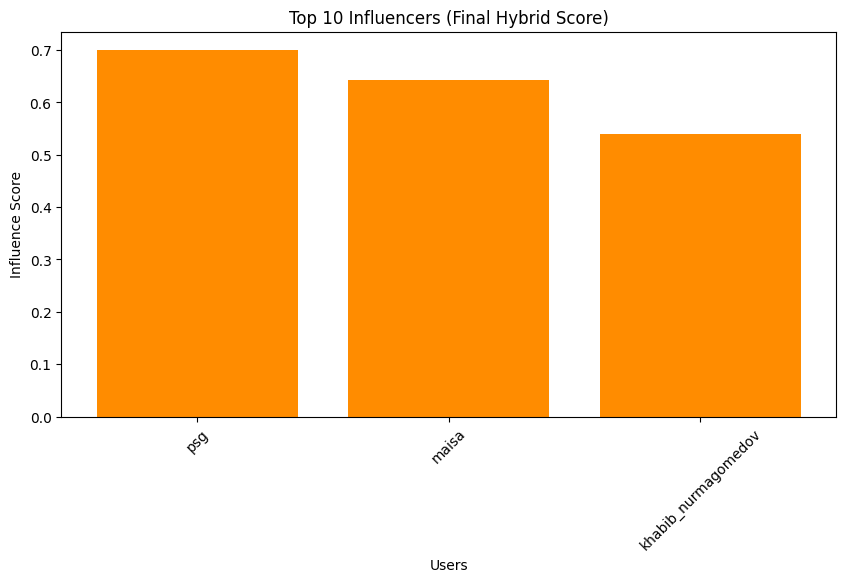 Top 10 Influencers (Final Hybrid Score)
Influence Score
0.7
0.6
0.5
0.4
0.3
0.2
0.1
0.0
psg
maisa
khabib_nurmagomedov
Users